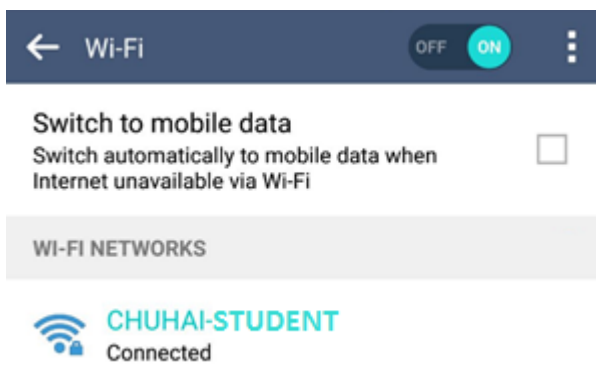 Wi-Fi
OFF ON
Switch to mobile data
Switch automatically to mobile data when
Internet unavailable via Wi-Fi
WI-FI NETWORKS
CHUHAI-STUDENT
Connected